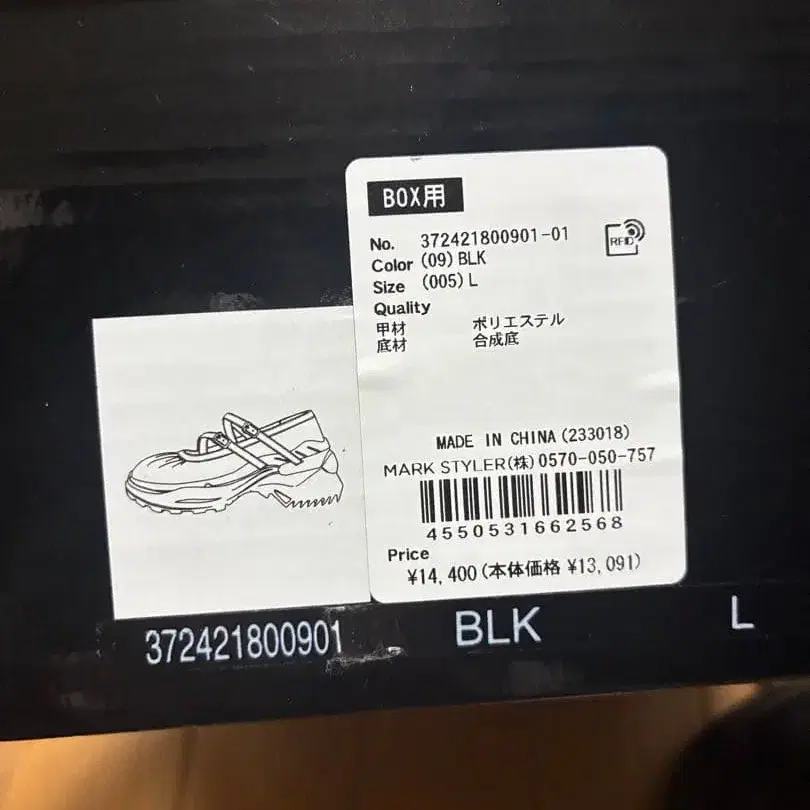 BOX用
No. 372421800901-01
RFID
Color (09)BLK
Size (005)L
Quality
甲材 ポリエステル
底材 合成底
MADE IN CHINA(233018)
MARK STYLER(株)0570-050-757
4550531662568
Price
¥14,400(本体価格 ¥13,091)
372421800901 BLK L